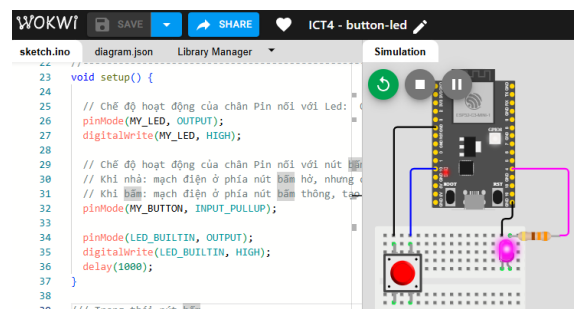 WOKWI SAVE SHARE ICT4 - button-led
sketch.ino diagram.json Library Manager Simulation
22 //
23 void setup() {
24
25 // Chế độ hoạt động của chân Pin nối với Led:
26 pinMode(MY_LED, OUTPUT);
27 digitalWrite(MY_LED, HIGH);
28
29 // Chế độ hoạt động của chân Pin nối với nút bấm
30 // Khi nhả: mạch điện ở phía nút bấm hở, nhưng
31 // Khi bấm: mạch điện ở phía nút bấm thông, tạo
32 pinMode(MY_BUTTON, INPUT_PULLUP);
33
34 pinMode(LED_BUILTIN, OUTPUT);
35 digitalWrite(LED_BUILTIN, HIGH);
36 delay(1000);
37 }
38
BOOT RST